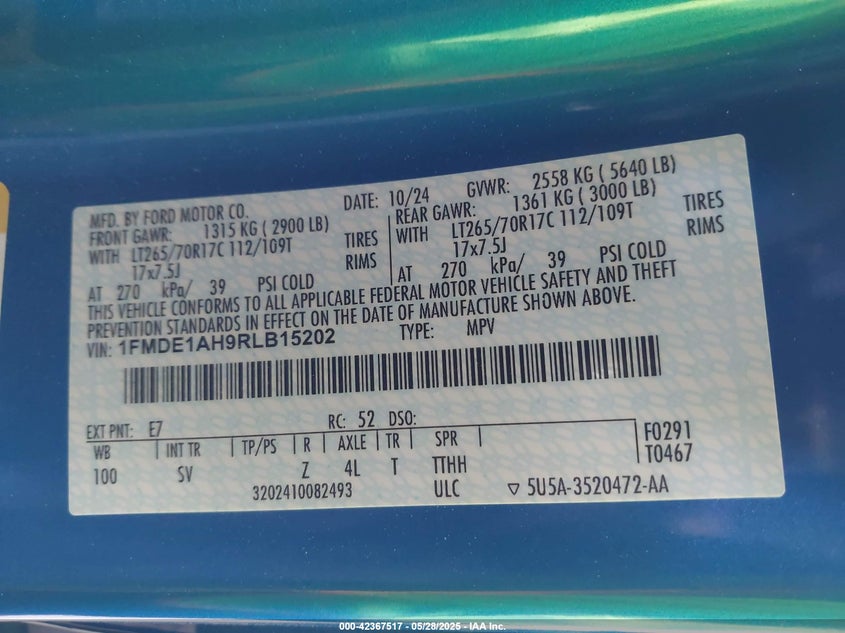 MFD. BY FORD MOTOR CO.
DATE: 10/24 GVWR: 2558 KG ( 5640 LB)
FRONT GAWR: 1315 KG ( 2900 LB)
WITH LT265/70R17C 112/109T TIRES
17x7.5J RIMS
AT 270 kPa/ 39 PSI COLD
REAR GAWR: 1361 KG ( 3000 LB)
WITH LT265/70R17C 112/109T TIRES
17x7.5J RIMS
AT 270 kPa/ 39 PSI COLD
THIS VEHICLE CONFORMS TO ALL APPLICABLE FEDERAL MOTOR VEHICLE SAFETY AND THEFT
PREVENTION STANDARDS IN EFFECT ON THE DATE OF MANUFACTURE SHOWN ABOVE.
VIN: 1FMDE1AH9RLB15202 TYPE: MPV
EXT PNT: E7 RC: 52 DSO:
WB INT TR TP/PS R AXLE TR SPR F0291
100 SV Z 4L T TTHH T0467
3202410082493 ULC ▽ 5U5A-3520472-AA
000-42367517 - 05/28/2025 - IAA Inc.